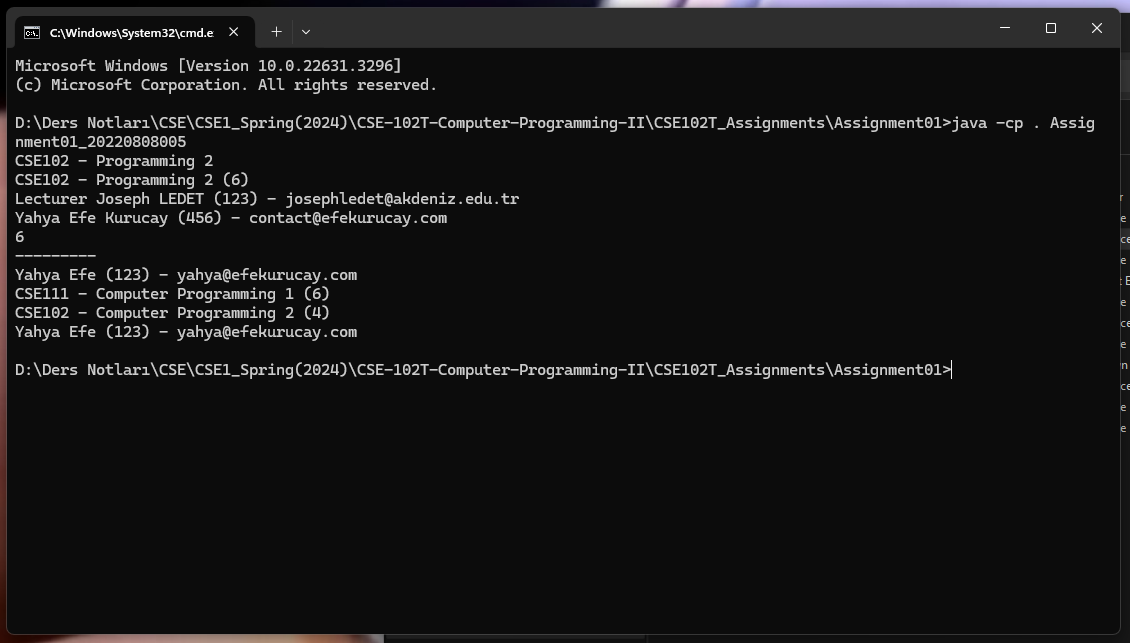 C:\Windows\System32\cmd.e
Microsoft Windows [Version 10.0.22631.3296]
(c) Microsoft Corporation. All rights reserved.
D:\Ders Notları\CSE\CSE1_Spring(2024)\CSE-102T-Computer-Programming-II\CSE102T_Assignments\Assignment01>java -cp . Assig
nment01_20220808005
CSE102 - Programming 2
CSE102 - Programming 2 (6)
Lecturer Joseph LEDET (123) - josephledet@akdeniz.edu.tr
Yahya Efe Kurucay (456) - contact@efekurucay.com
6
---------
Yahya Efe (123) - yahya@efekurucay.com
CSE111 - Computer Programming 1 (6)
CSE102 - Computer Programming 2 (4)
Yahya Efe (123) - yahya@efekurucay.com
D:\Ders Notları\CSE\CSE1_Spring(2024)\CSE-102T-Computer-Programming-II\CSE102T_Assignments\Assignment01>